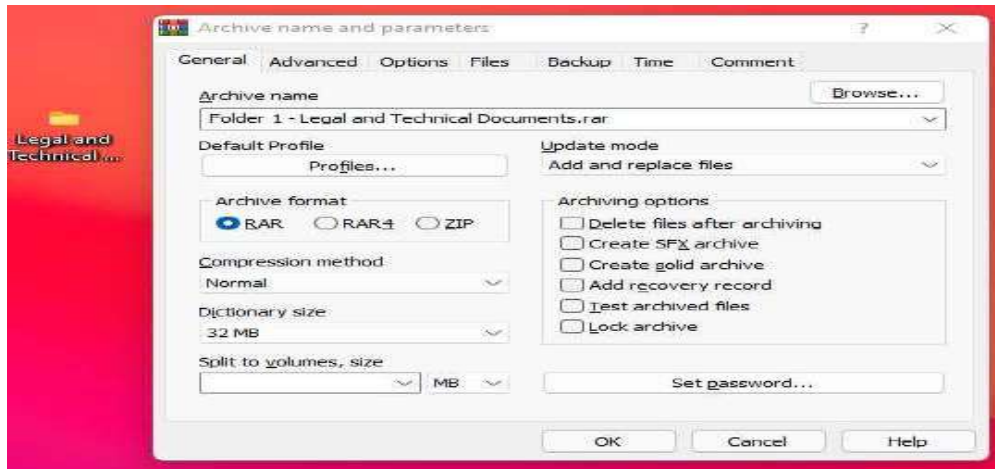 Archive name and parameters
?
General Advanced Options Files Backup Time Comment
Archive name
Browse...
Folder 1 - Legal and Technical Documents.rar
Legal and
Technical ...
Default Profile
Profiles...
Update mode
Add and replace files
Archive format
RAR RAR4 ZIP
Compression method
Normal
Dictionary size
32 MB
Split to volumes, size
MB
Archiving options
Delete files after archiving
Create SFX archive
Create solid archive
Add recovery record
Test archived files
Lock archive
Set password...
OK Cancel Help